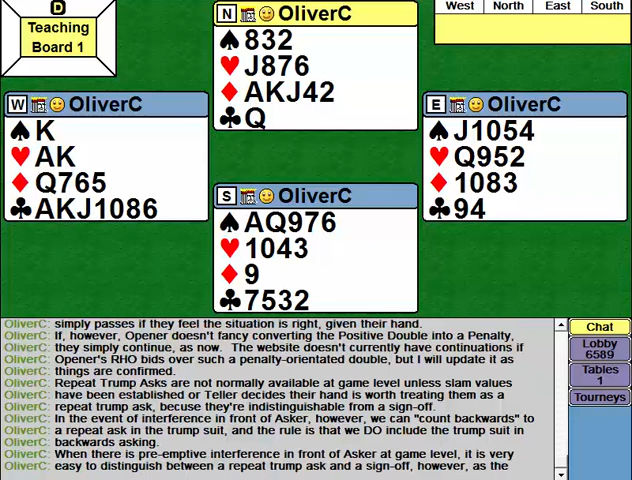 D
Teaching
Board 1
N OliverC
♠ 832
♥ J876
♦ AKJ42
♣ Q
West North East South
W OliverC
♠ K
♥ AK
♦ Q765
♣ AKJ1086
E OliverC
♠ J1054
♥ Q952
♦ 1083
♣ 94
S OliverC
♠ AQ976
♥ 1043
♦ 9
♣ 7532
OliverC: simply passes if they feel the situation is right, given their hand.
OliverC: If, however, Opener doesn't fancy converting the Positive Double into a Penalty,
OliverC: they simply continue, as now. The website doesn't currently have continuations if
OliverC: Opener's RHO bids over such a penalty-orientated double, but I will update it as
OliverC: things are confirmed.
OliverC: Repeat Trump Asks are not normally available at game level unless slam values
OliverC: have been established or Teller decides their hand is worth treating them as a
OliverC: repeat trump ask, becuse they're indistinguishable from a sign-off.
OliverC: In the event of interference in front of Asker, however, we can "count backwards" to
OliverC: a repeat ask in the trump suit, and the rule is that we DO include the trump suit in
OliverC: backwards asking.
OliverC: When there is pre-emptive interference in front of Asker at game level, it is very
OliverC: easy to distinguish between a repeat trump ask and a sign-off, however, as the
Chat
Lobby
6589
Tables
1
Tourneys